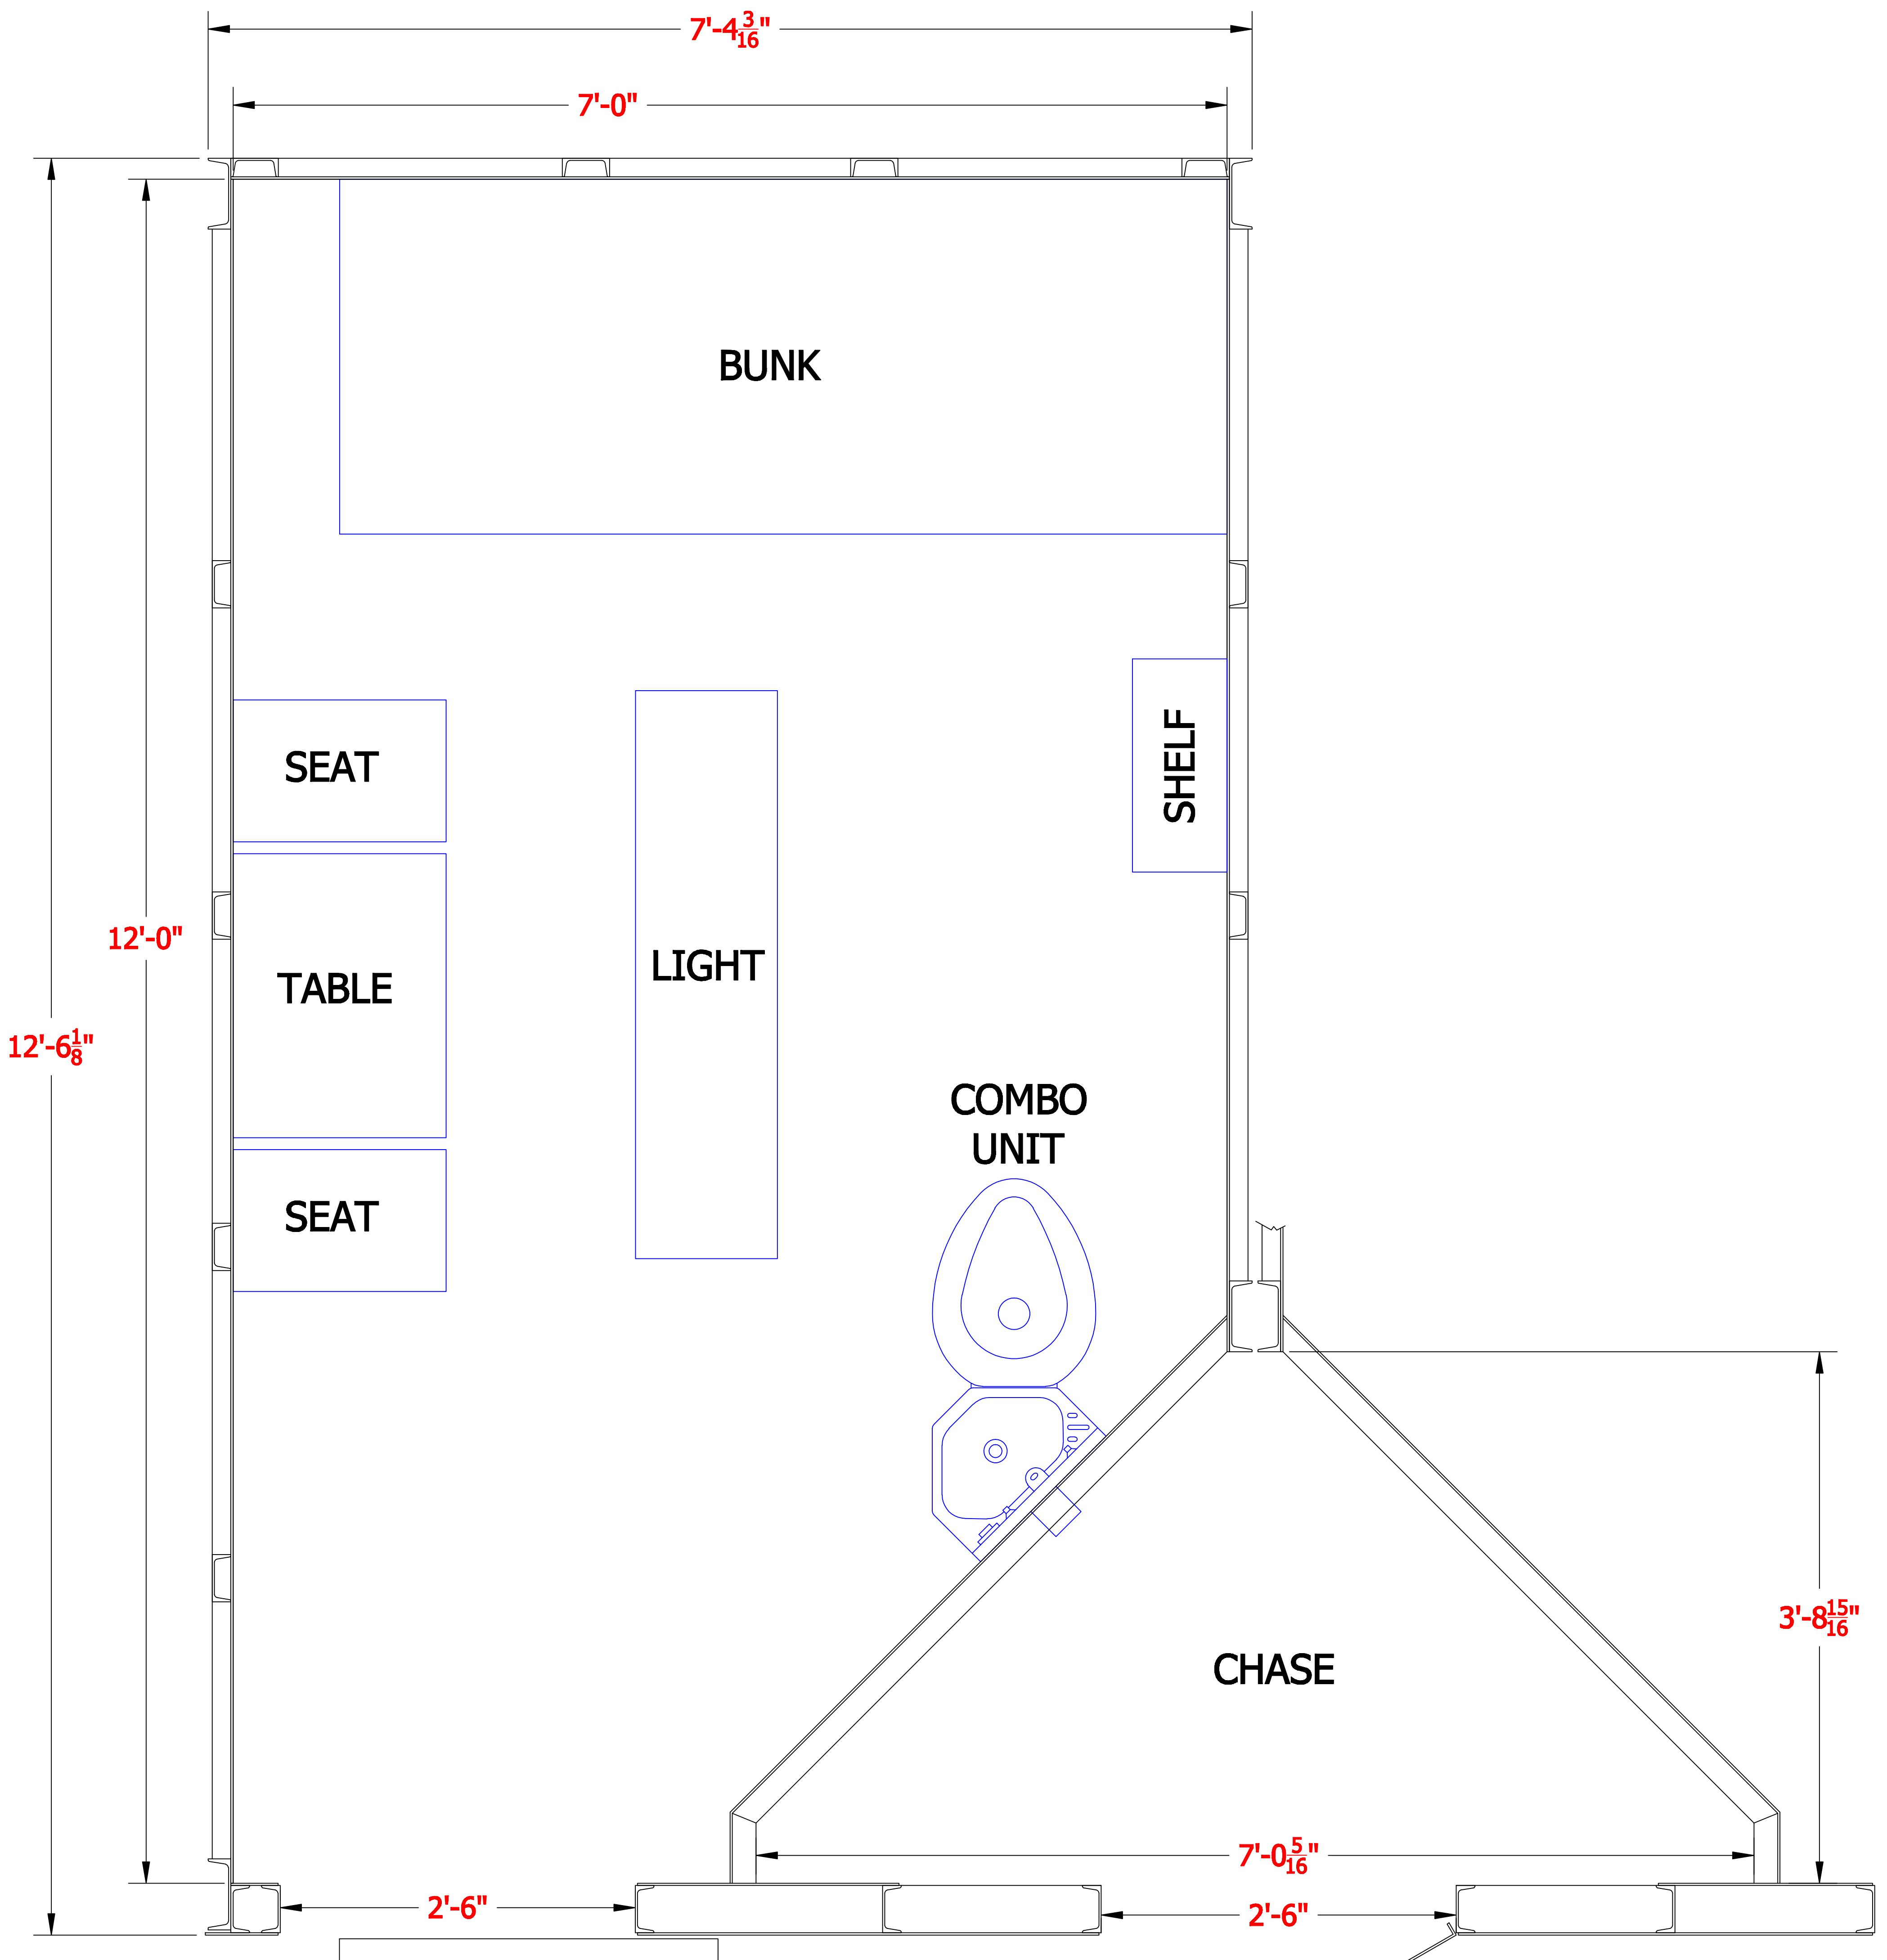 7'-4 3/16"
7'-0"
BUNK
SEAT
SHELF
12'-0"
LIGHT
TABLE
12'-6 1/8"
COMBO
UNIT
SEAT
3'-8 15/16"
CHASE
7'-0 5/16"
2'-6"
2'-6"